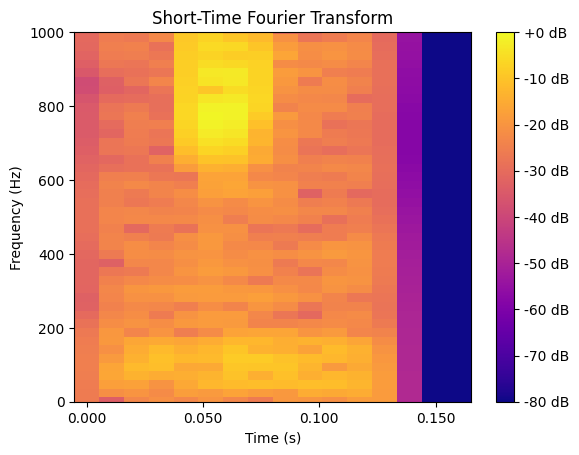 Short-Time Fourier Transform
Frequency (Hz)
1000
800
600
400
200
0
0.000
0.050
0.100
0.150
Time (s)
+0 dB
-10 dB
-20 dB
-30 dB
-40 dB
-50 dB
-60 dB
-70 dB
-80 dB